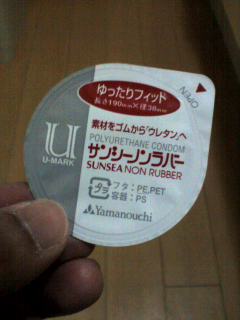 ゆったりフィット
長さ190mm×径38mm
OPEN
素材をゴムから"ウレタン"へ
POLYURETHANE CONDOM
サンシーノンラバー
SUNSEA NON RUBBER
U
U-MARK
プラ
フタ：PE,PET
容器：PS
Yamanouchi